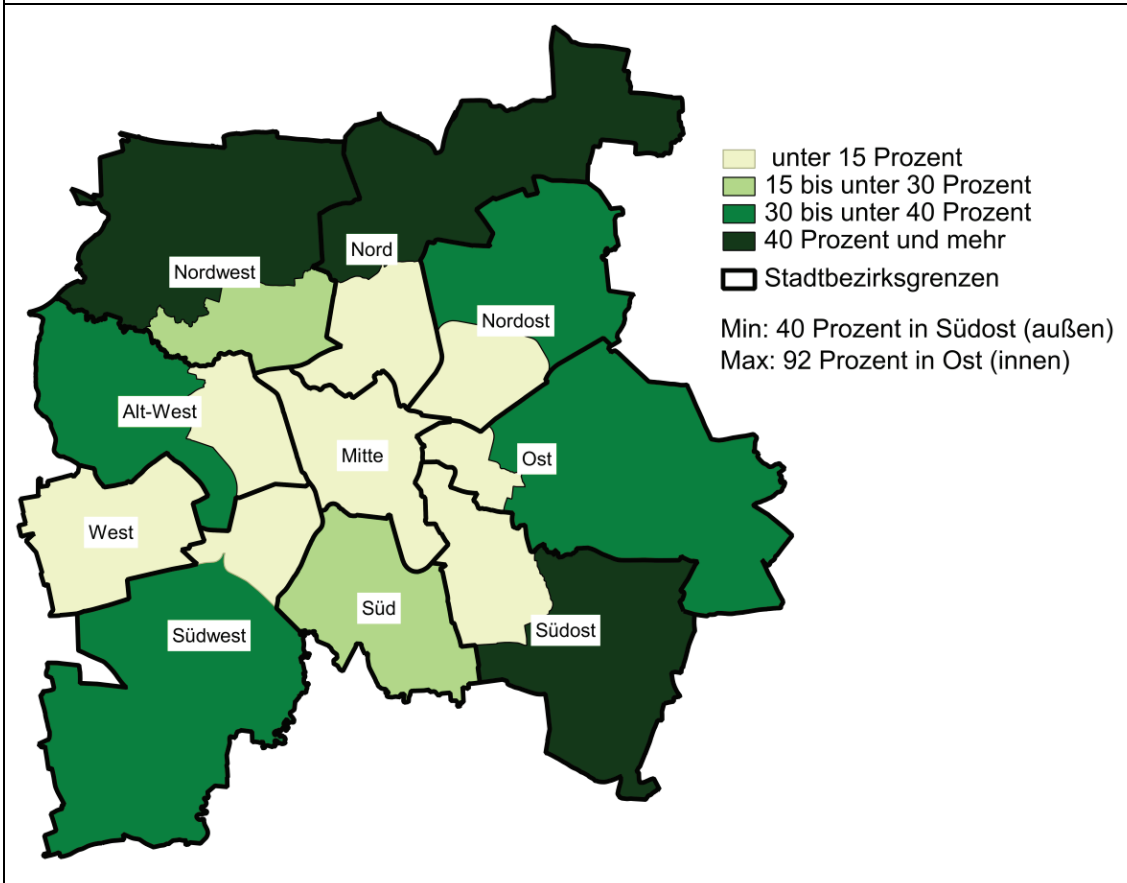 unter 15 Prozent
15 bis unter 30 Prozent
30 bis unter 40 Prozent
40 Prozent und mehr
Stadtbezirksgrenzen
Min: 40 Prozent in Südost (außen)
Max: 92 Prozent in Ost (innen)
Nord
Nordwest
Nordost
Alt-West
Mitte
Ost
West
Süd
Südwest
Südost